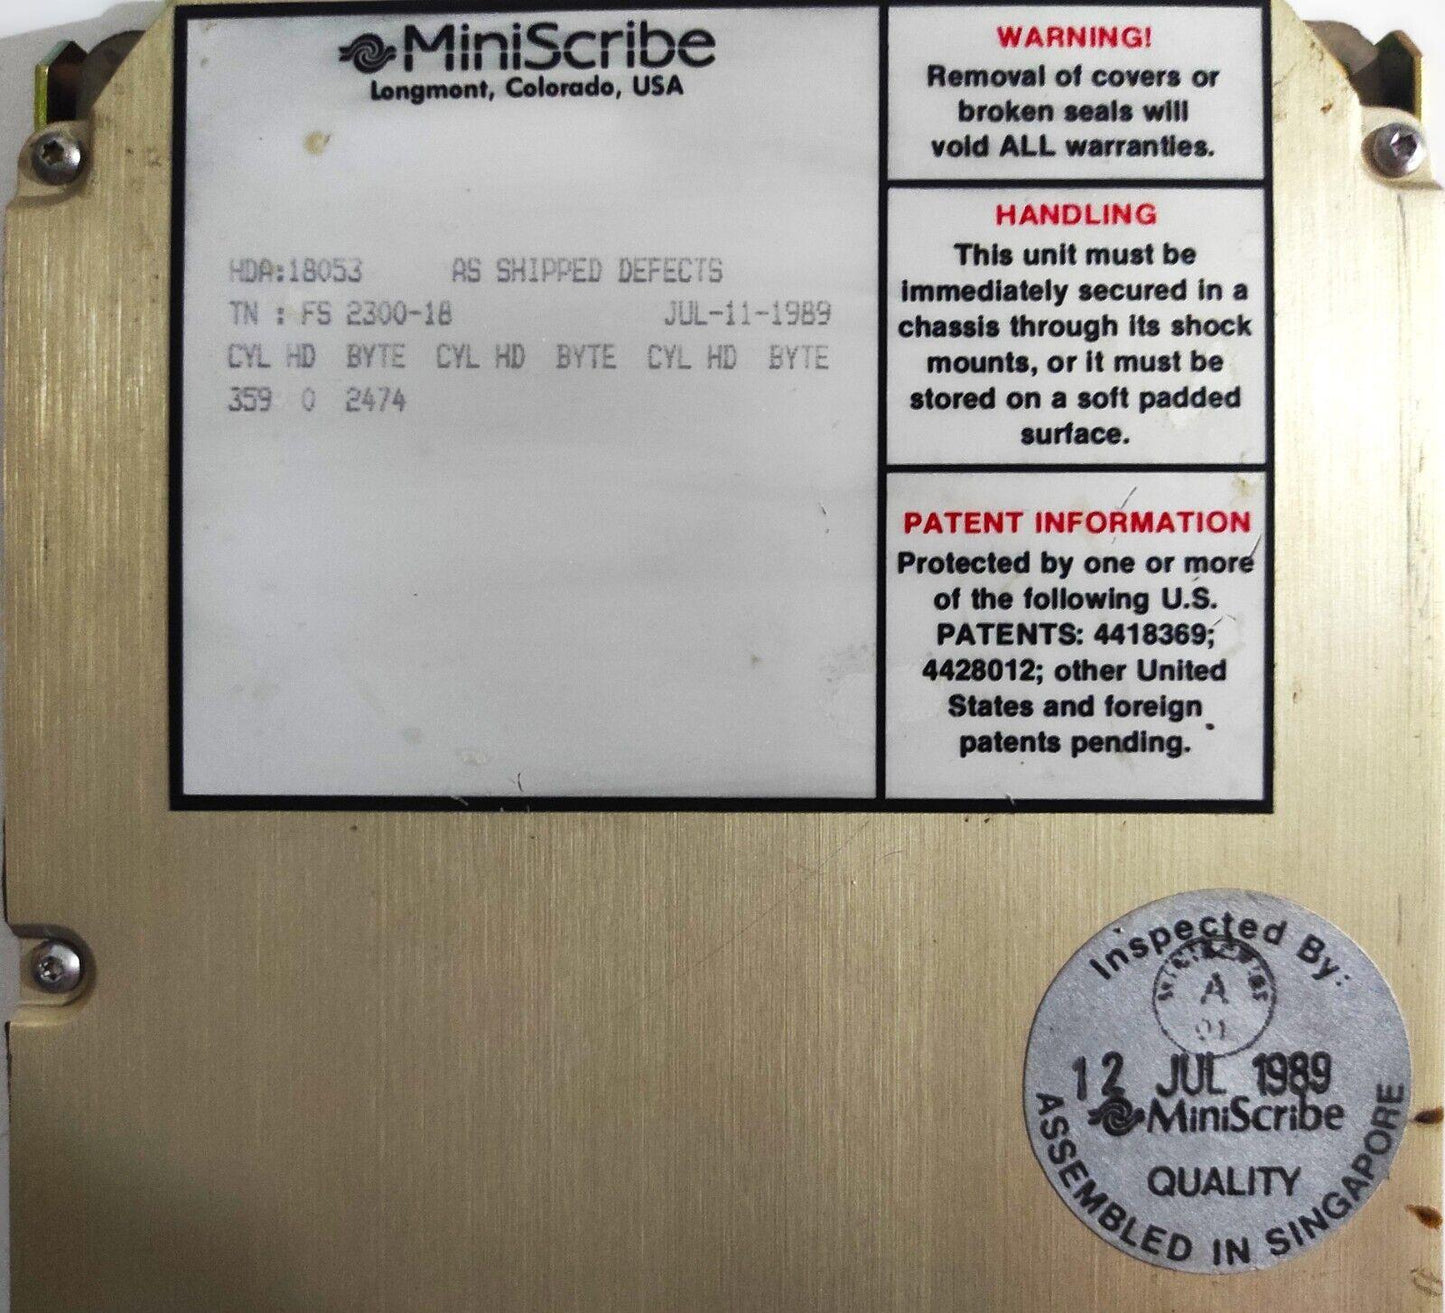 MiniScribe
Longmont, Colorado, USA
HDA:18053 AS SHIPPED DEFECTS
TN : FS 2300-18 JUL-11-1989
CYL HD BYTE CYL HD BYTE CYL HD BYTE
359 0 2474
WARNING!
Removal of covers or
broken seals will
void ALL warranties.
HANDLING
This unit must be
immediately secured in a
chassis through its shock
mounts, or it must be
stored on a soft padded
surface.
PATENT INFORMATION
Protected by one or more
of the following U.S.
PATENTS: 4418369;
4428012; other United
States and foreign
patents pending.
Inspected By:
A
12 JUL 1989
MiniScribe
QUALITY
ASSEMBLED IN SINGAPORE